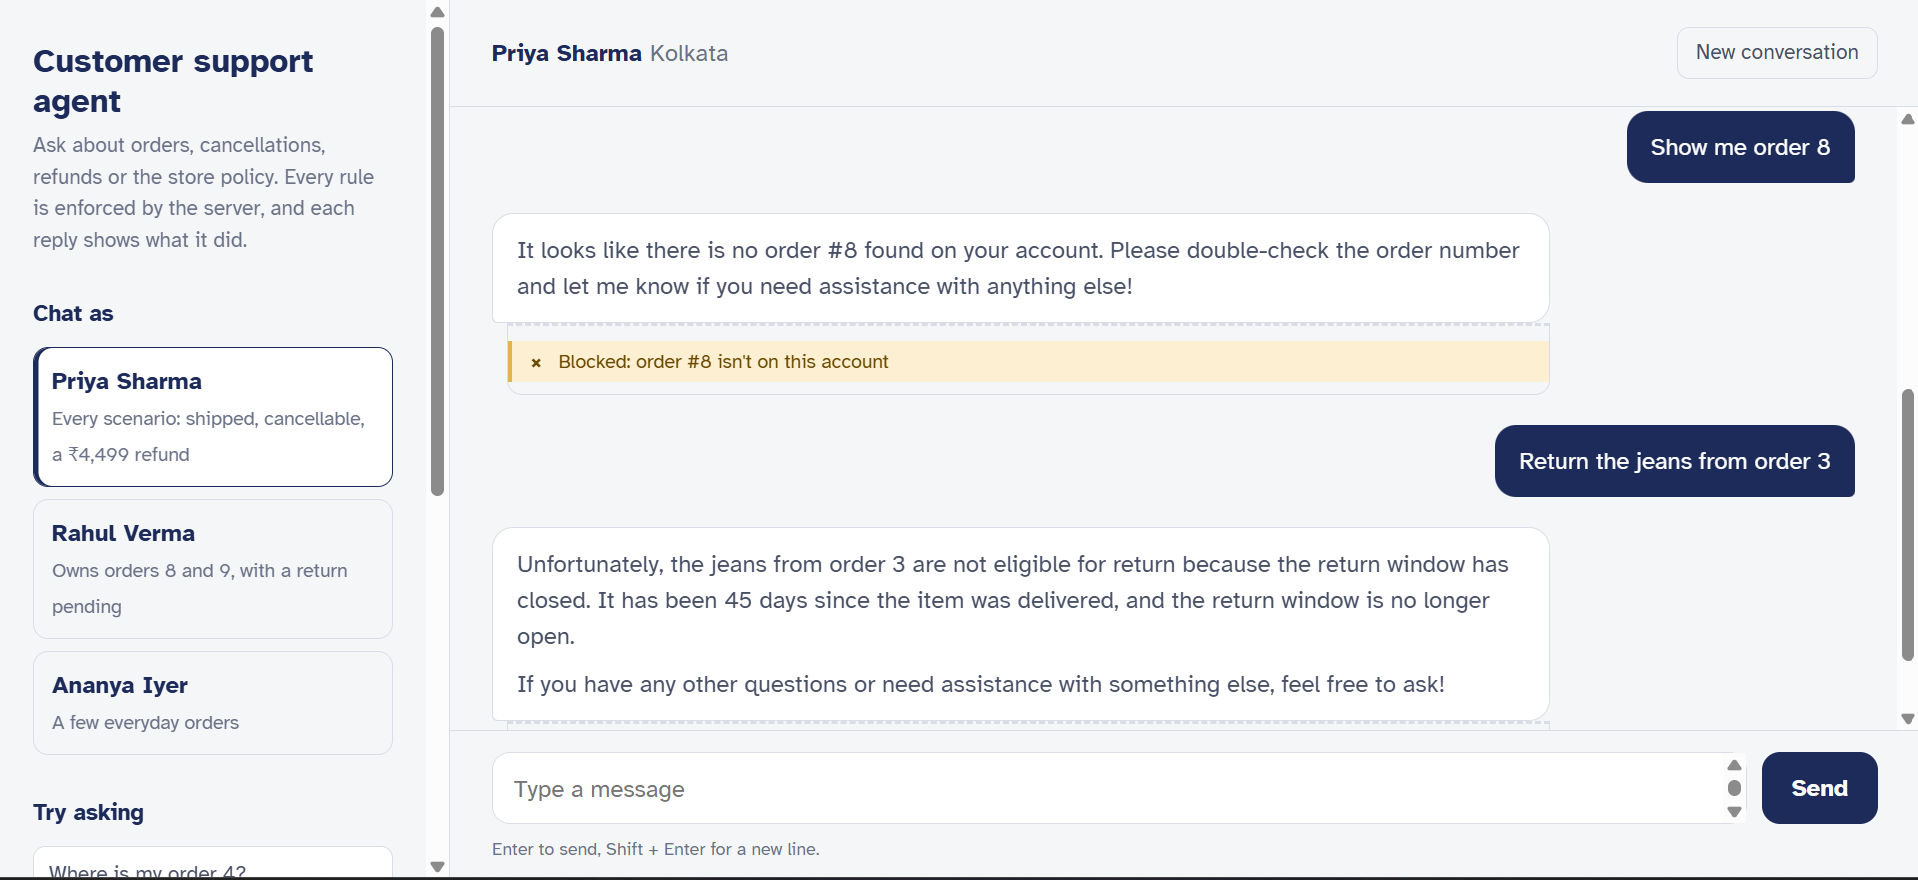 Customer support
agent
Ask about orders, cancellations,
refunds or the store policy. Every rule
is enforced by the server, and each
reply shows what it did.
Chat as
Priya Sharma
Every scenario: shipped, cancellable,
a ₹4,499 refund
Rahul Verma
Owns orders 8 and 9, with a return
pending
Ananya Iyer
A few everyday orders
Try asking
Where is my order 4?
Priya Sharma Kolkata
New conversation
Show me order 8
It looks like there is no order #8 found on your account. Please double-check the order number
and let me know if you need assistance with anything else!
× Blocked: order #8 isn't on this account
Return the jeans from order 3
Unfortunately, the jeans from order 3 are not eligible for return because the return window has
closed. It has been 45 days since the item was delivered, and the return window is no longer
open.
If you have any other questions or need assistance with something else, feel free to ask!
Type a message
Send
Enter to send, Shift + Enter for a new line.